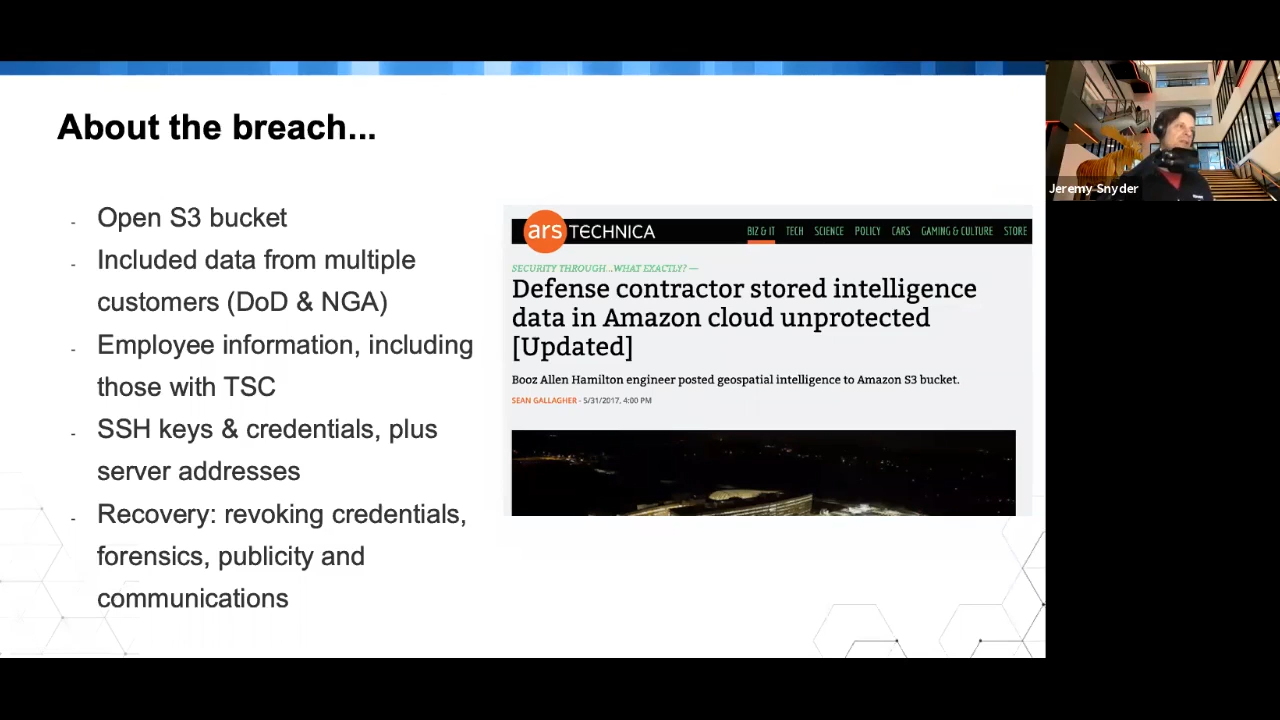 About the breach...
- Open S3 bucket
- Included data from multiple
customers (DoD & NGA)
- Employee information, including
those with TSC
- SSH keys & credentials, plus
server addresses
- Recovery: revoking credentials,
forensics, publicity and
communications
ars TECHNICA
BIZ & IT TECH SCIENCE POLICY CARS GAMING & CULTURE STORE
SECURITY THROUGH...WHAT EXACTLY? —
Defense contractor stored intelligence
data in Amazon cloud unprotected
[Updated]
Booz Allen Hamilton engineer posted geospatial intelligence to Amazon S3 bucket.
SEAN GALLAGHER - 5/31/2017, 4:00 PM
Jeremy Snyder